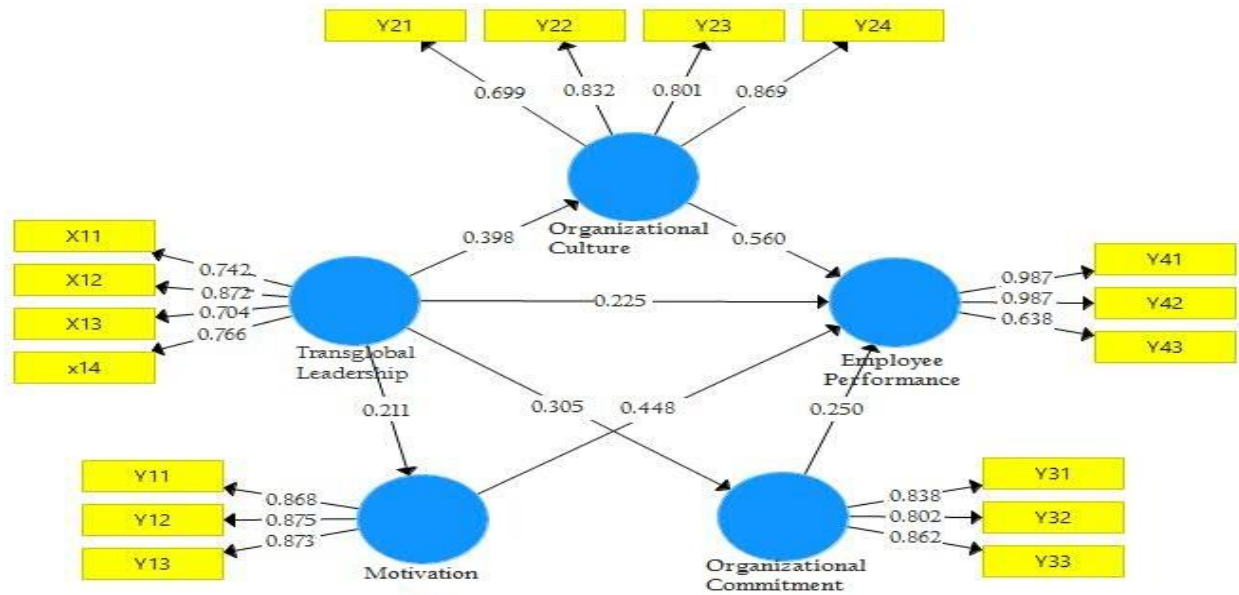 Y21 Y22 Y23 Y24
0.699 0.832 0.801 0.869
Organizational
Culture
0.398
0.560
X11
X12
X13
x14
0.742
0.872
0.704
0.766
Transglobal
Leadership
0.225
0.987
0.987
0.638
Y41
Y42
Y43
Employee
Performance
0.211
0.305
0.448
0.250
Y11
Y12
Y13
0.868
0.875
0.873
Motivation
Organizational
Commitment
0.838
0.802
0.862
Y31
Y32
Y33